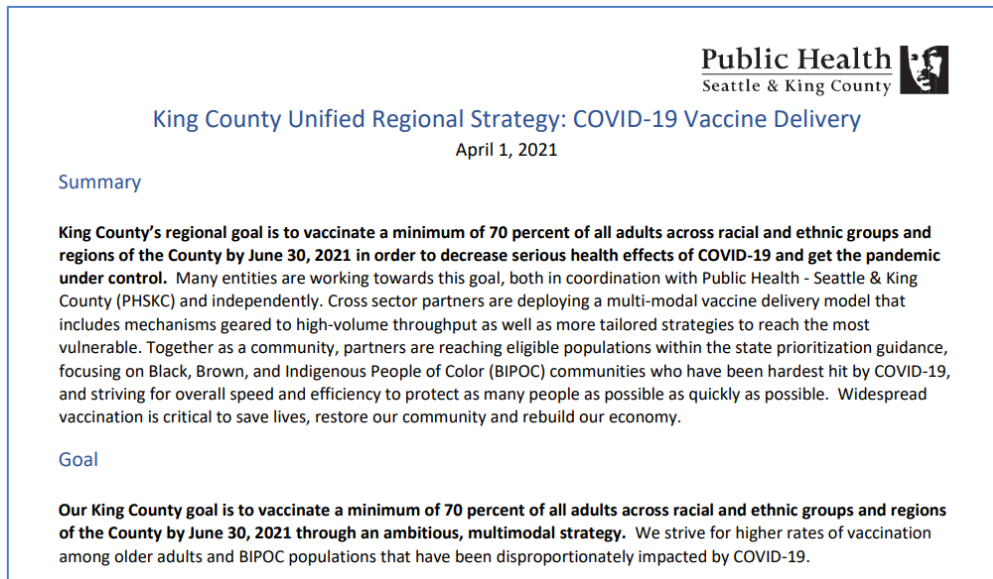 Public Health
Seattle & King County
King County Unified Regional Strategy: COVID-19 Vaccine Delivery
April 1, 2021
Summary
King County's regional goal is to vaccinate a minimum of 70 percent of all adults across racial and ethnic groups and
regions of the County by June 30, 2021 in order to decrease serious health effects of COVID-19 and get the pandemic
under control. Many entities are working towards this goal, both in coordination with Public Health - Seattle & King
County (PHSKC) and independently. Cross sector partners are deploying a multi-modal vaccine delivery model that
includes mechanisms geared to high-volume throughput as well as more tailored strategies to reach the most
vulnerable. Together as a community, partners are reaching eligible populations within the state prioritization guidance,
focusing on Black, Brown, and Indigenous People of Color (BIPOC) communities who have been hardest hit by COVID-19,
and striving for overall speed and efficiency to protect as many people as possible as quickly as possible. Widespread
vaccination is critical to save lives, restore our community and rebuild our economy.
Goal
Our King County goal is to vaccinate a minimum of 70 percent of all adults across racial and ethnic groups and regions
of the County by June 30, 2021 through an ambitious, multimodal strategy. We strive for higher rates of vaccination
among older adults and BIPOC populations that have been disproportionately impacted by COVID-19.